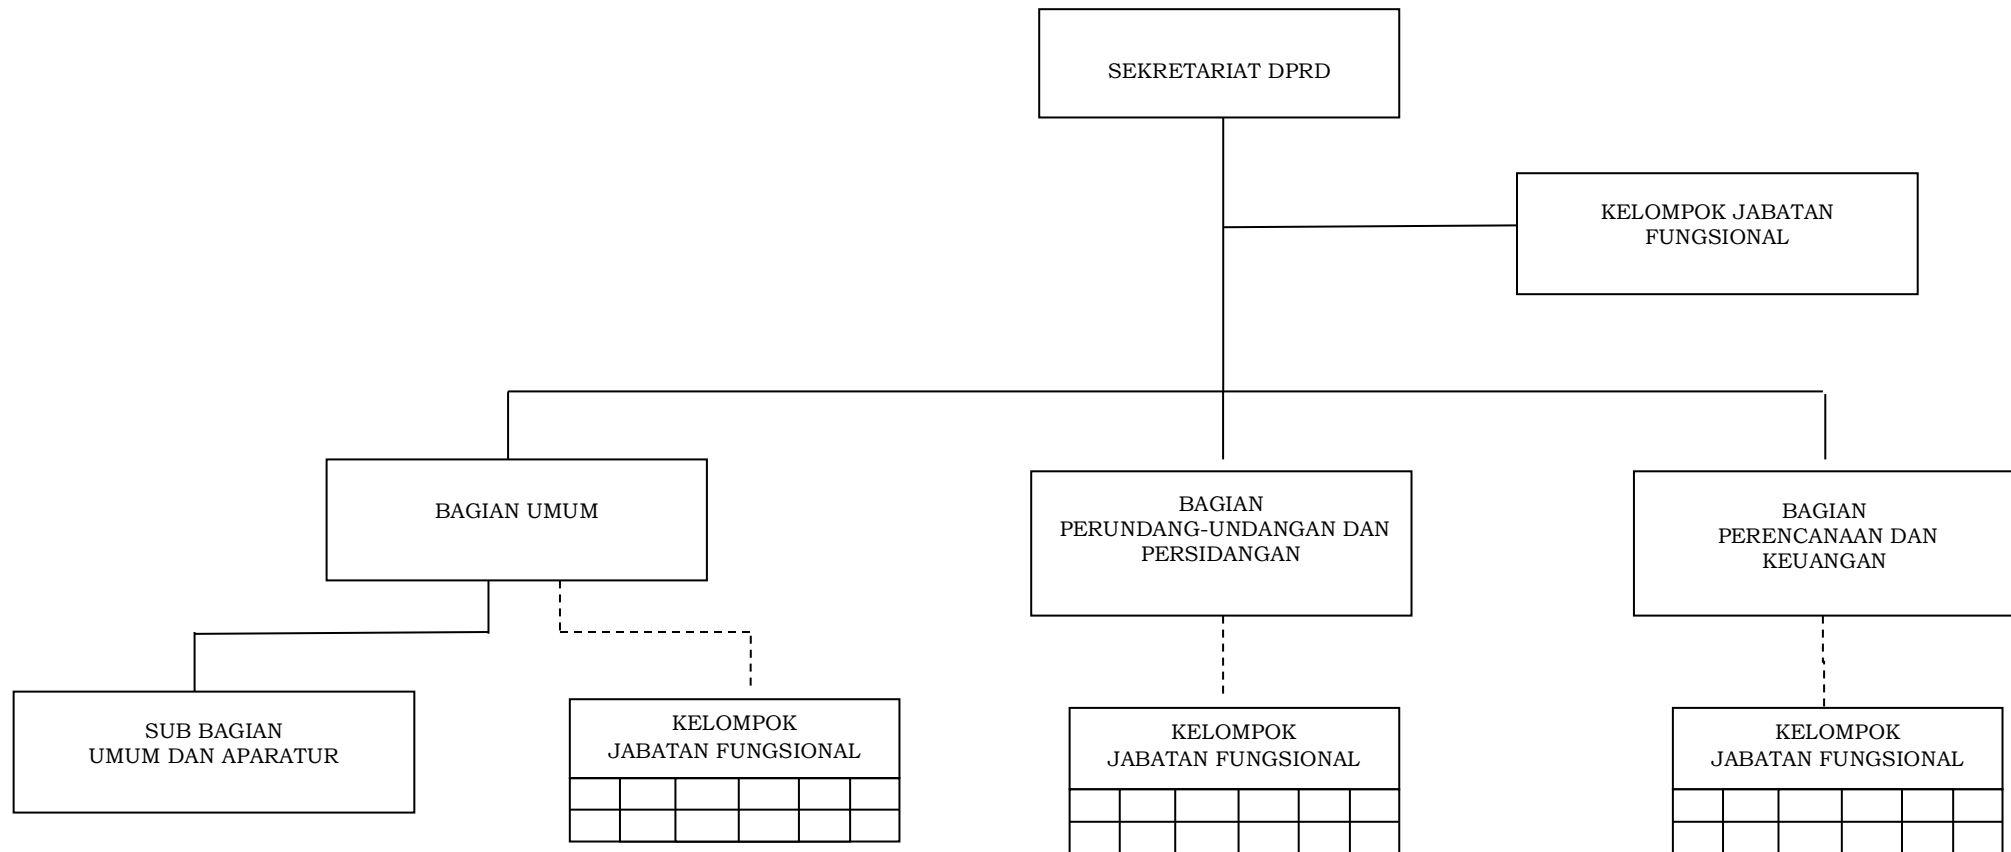 SEKRETARIAT DPRD
KELOMPOK JABATAN
FUNGSIONAL
BAGIAN UMUM
BAGIAN
PERUNDANG-UNDANGAN DAN
PERSIDANGAN
BAGIAN
PERENCANAAN DAN
KEUANGAN
SUB BAGIAN
UMUM DAN APARATUR
KELOMPOK
JABATAN FUNGSIONAL
KELOMPOK
JABATAN FUNGSIONAL
KELOMPOK
JABATAN FUNGSIONAL